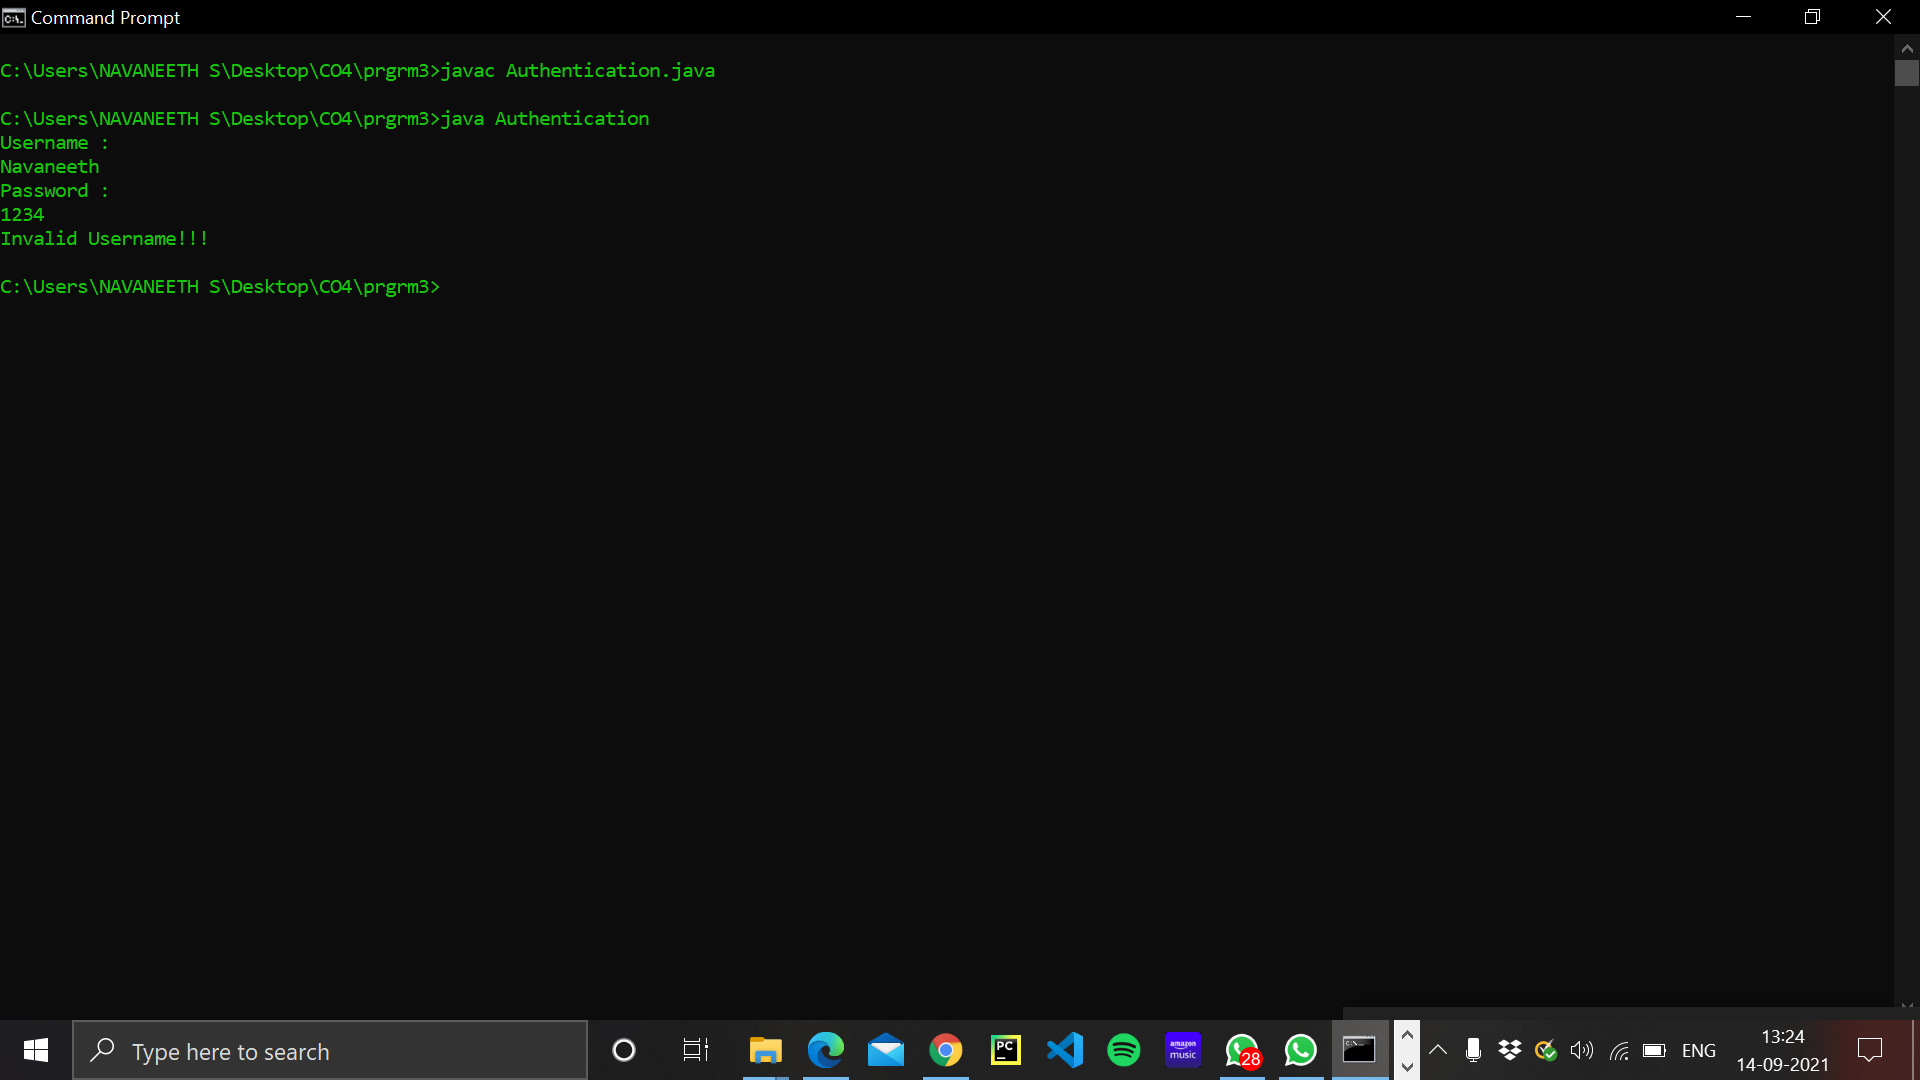 Command Prompt
C:\Users\NAVANEETH S\Desktop\CO4\prgrm3>javac Authentication.java
C:\Users\NAVANEETH S\Desktop\CO4\prgrm3>java Authentication
Username :
Navaneeth
Password :
1234
Invalid Username!!!
C:\Users\NAVANEETH S\Desktop\CO4\prgrm3>
Type here to search
PC
amazon music
28
ENG
13:24
14-09-2021